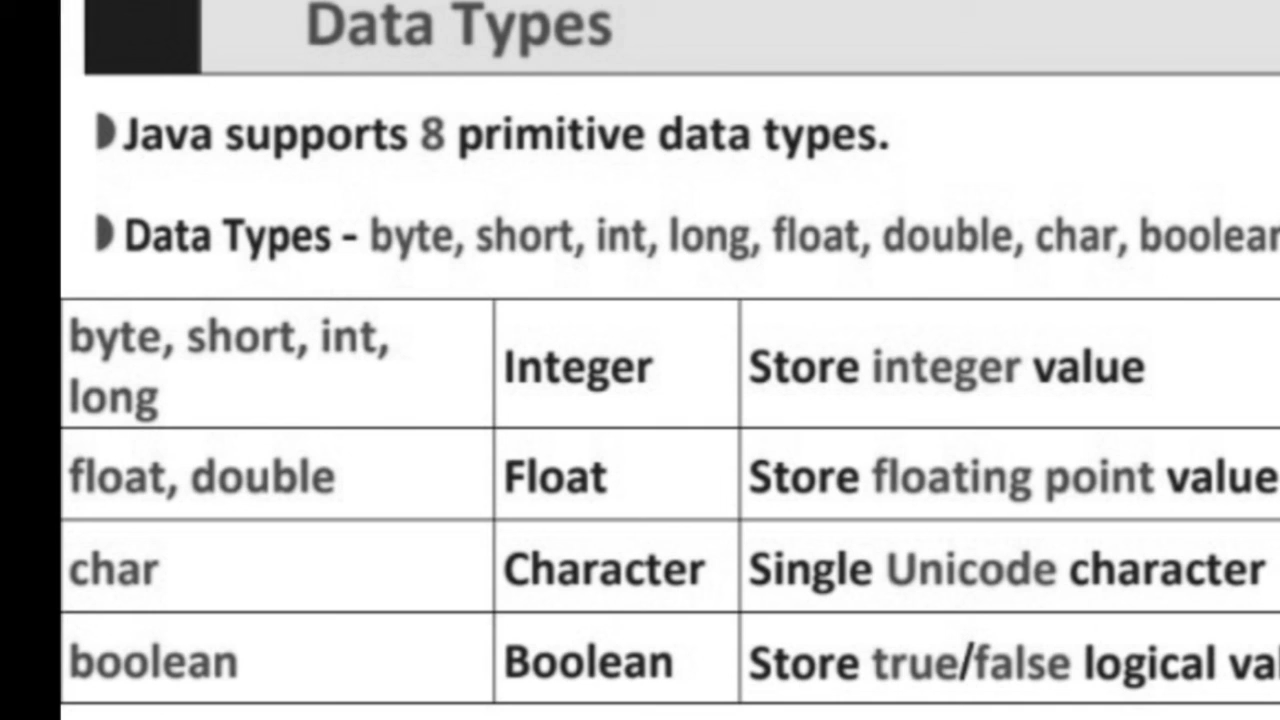 Data Types
Java supports 8 primitive data types.
Data Types - byte, short, int, long, float, double, char, boolean
byte, short, int,
long
Integer
Store integer value
float, double
Float
Store floating point value
char
Character
Single Unicode character
boolean
Boolean
Store true/false logical